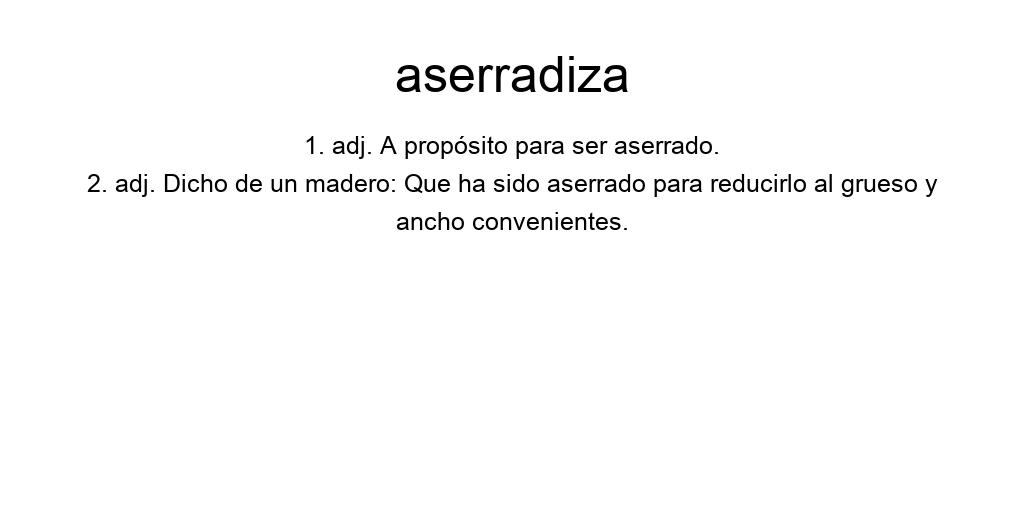 aserradiza
1. adj. A propósito para ser aserrado.
2. adj. Dicho de un madero: Que ha sido aserrado para reducirlo al grueso y
ancho convenientes.